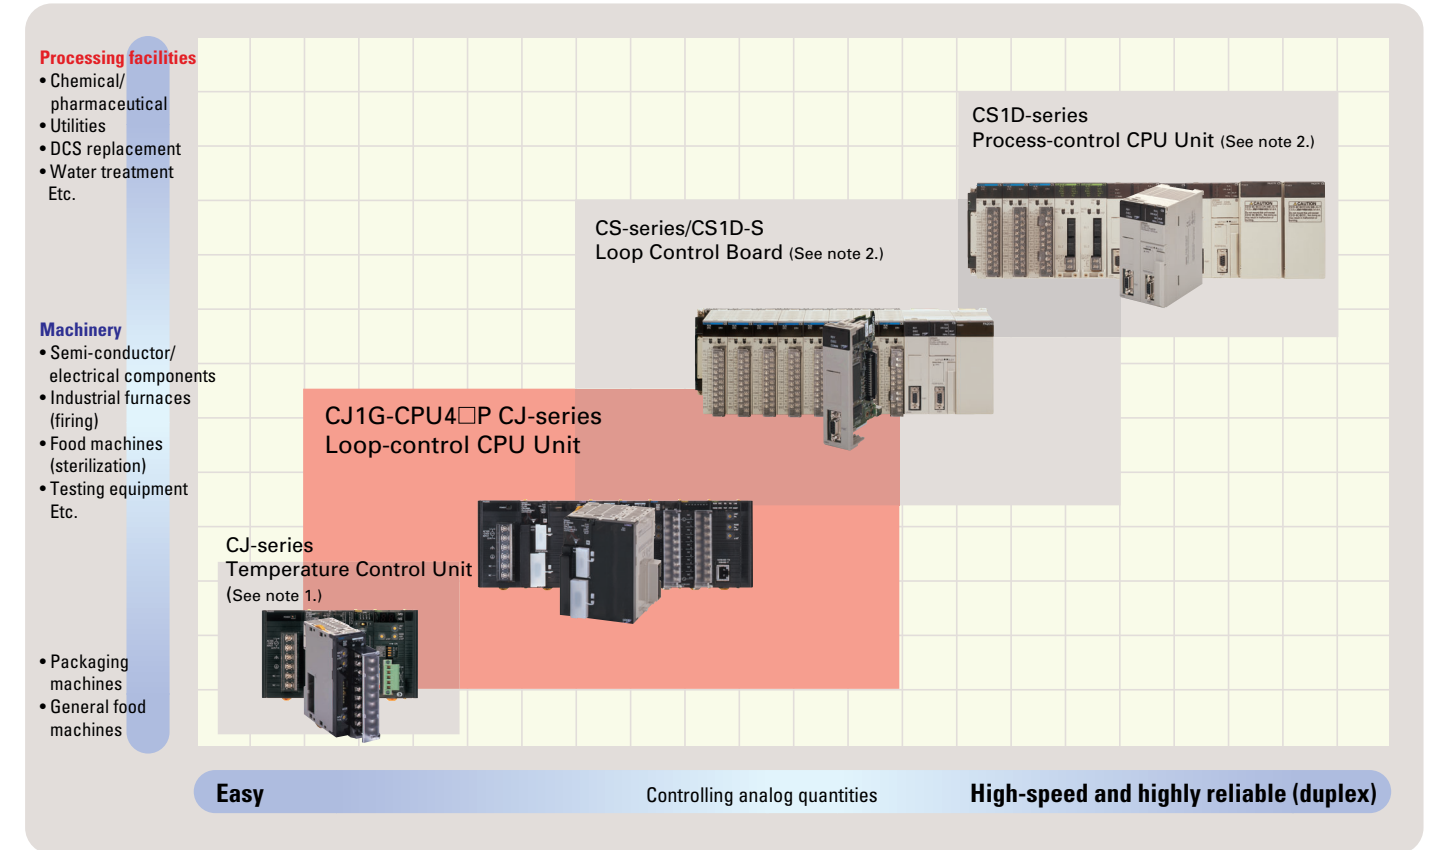 Processing facilities
• Chemical/
pharmaceutical
• Utilities
• DCS replacement
• Water treatment
Etc.
Machinery
• Semi-conductor/
electrical components
• Industrial furnaces
(firing)
• Food machines
(sterilization)
• Testing equipment
Etc.
• Packaging
machines
• General food
machines
CS1D-series
Process-control CPU Unit (See note 2.)
CS-series/CS1D-S
Loop Control Board (See note 2.)
CJ1G-CPU4□P CJ-series
Loop-control CPU Unit
CJ-series
Temperature Control Unit
(See note 1.)
⚠CAUTION
⚠CAUTION
Easy
Controlling analog quantities
High-speed and highly reliable (duplex)